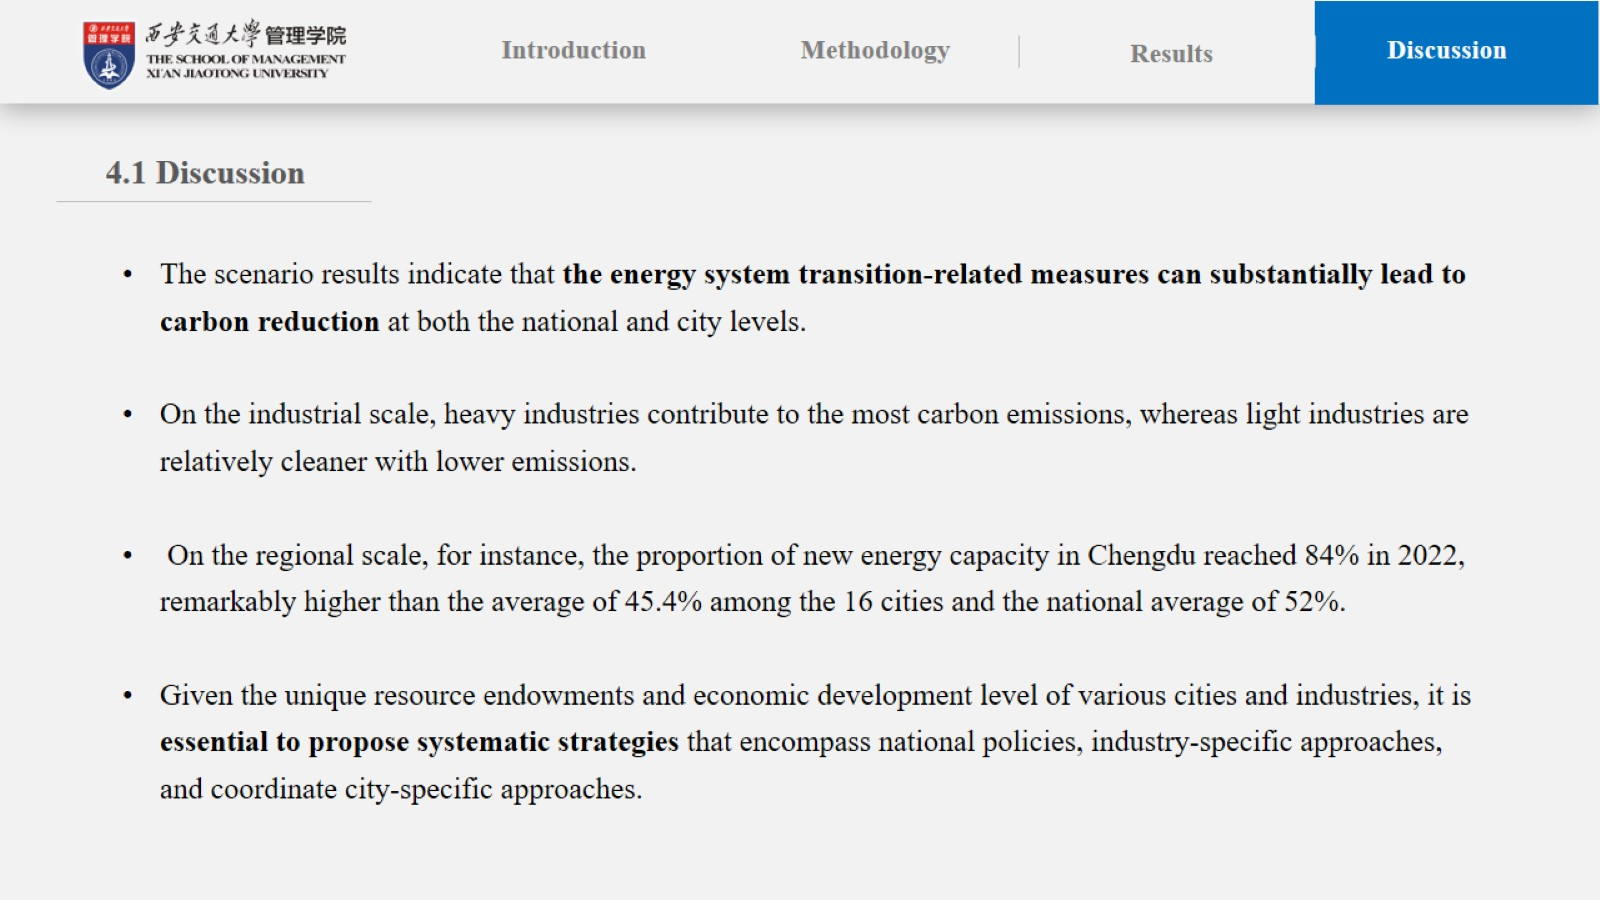 管理学院
西安交通大学管理学院
THE SCHOOL OF MANAGEMENT
XI'AN JIAOTONG UNIVERSITY
Introduction
Methodology
Results
Discussion
4.1 Discussion
• The scenario results indicate that the energy system transition-related measures can substantially lead to
carbon reduction at both the national and city levels.
• On the industrial scale, heavy industries contribute to the most carbon emissions, whereas light industries are
relatively cleaner with lower emissions.
• On the regional scale, for instance, the proportion of new energy capacity in Chengdu reached 84% in 2022,
remarkably higher than the average of 45.4% among the 16 cities and the national average of 52%.
• Given the unique resource endowments and economic development level of various cities and industries, it is
essential to propose systematic strategies that encompass national policies, industry-specific approaches,
and coordinate city-specific approaches.